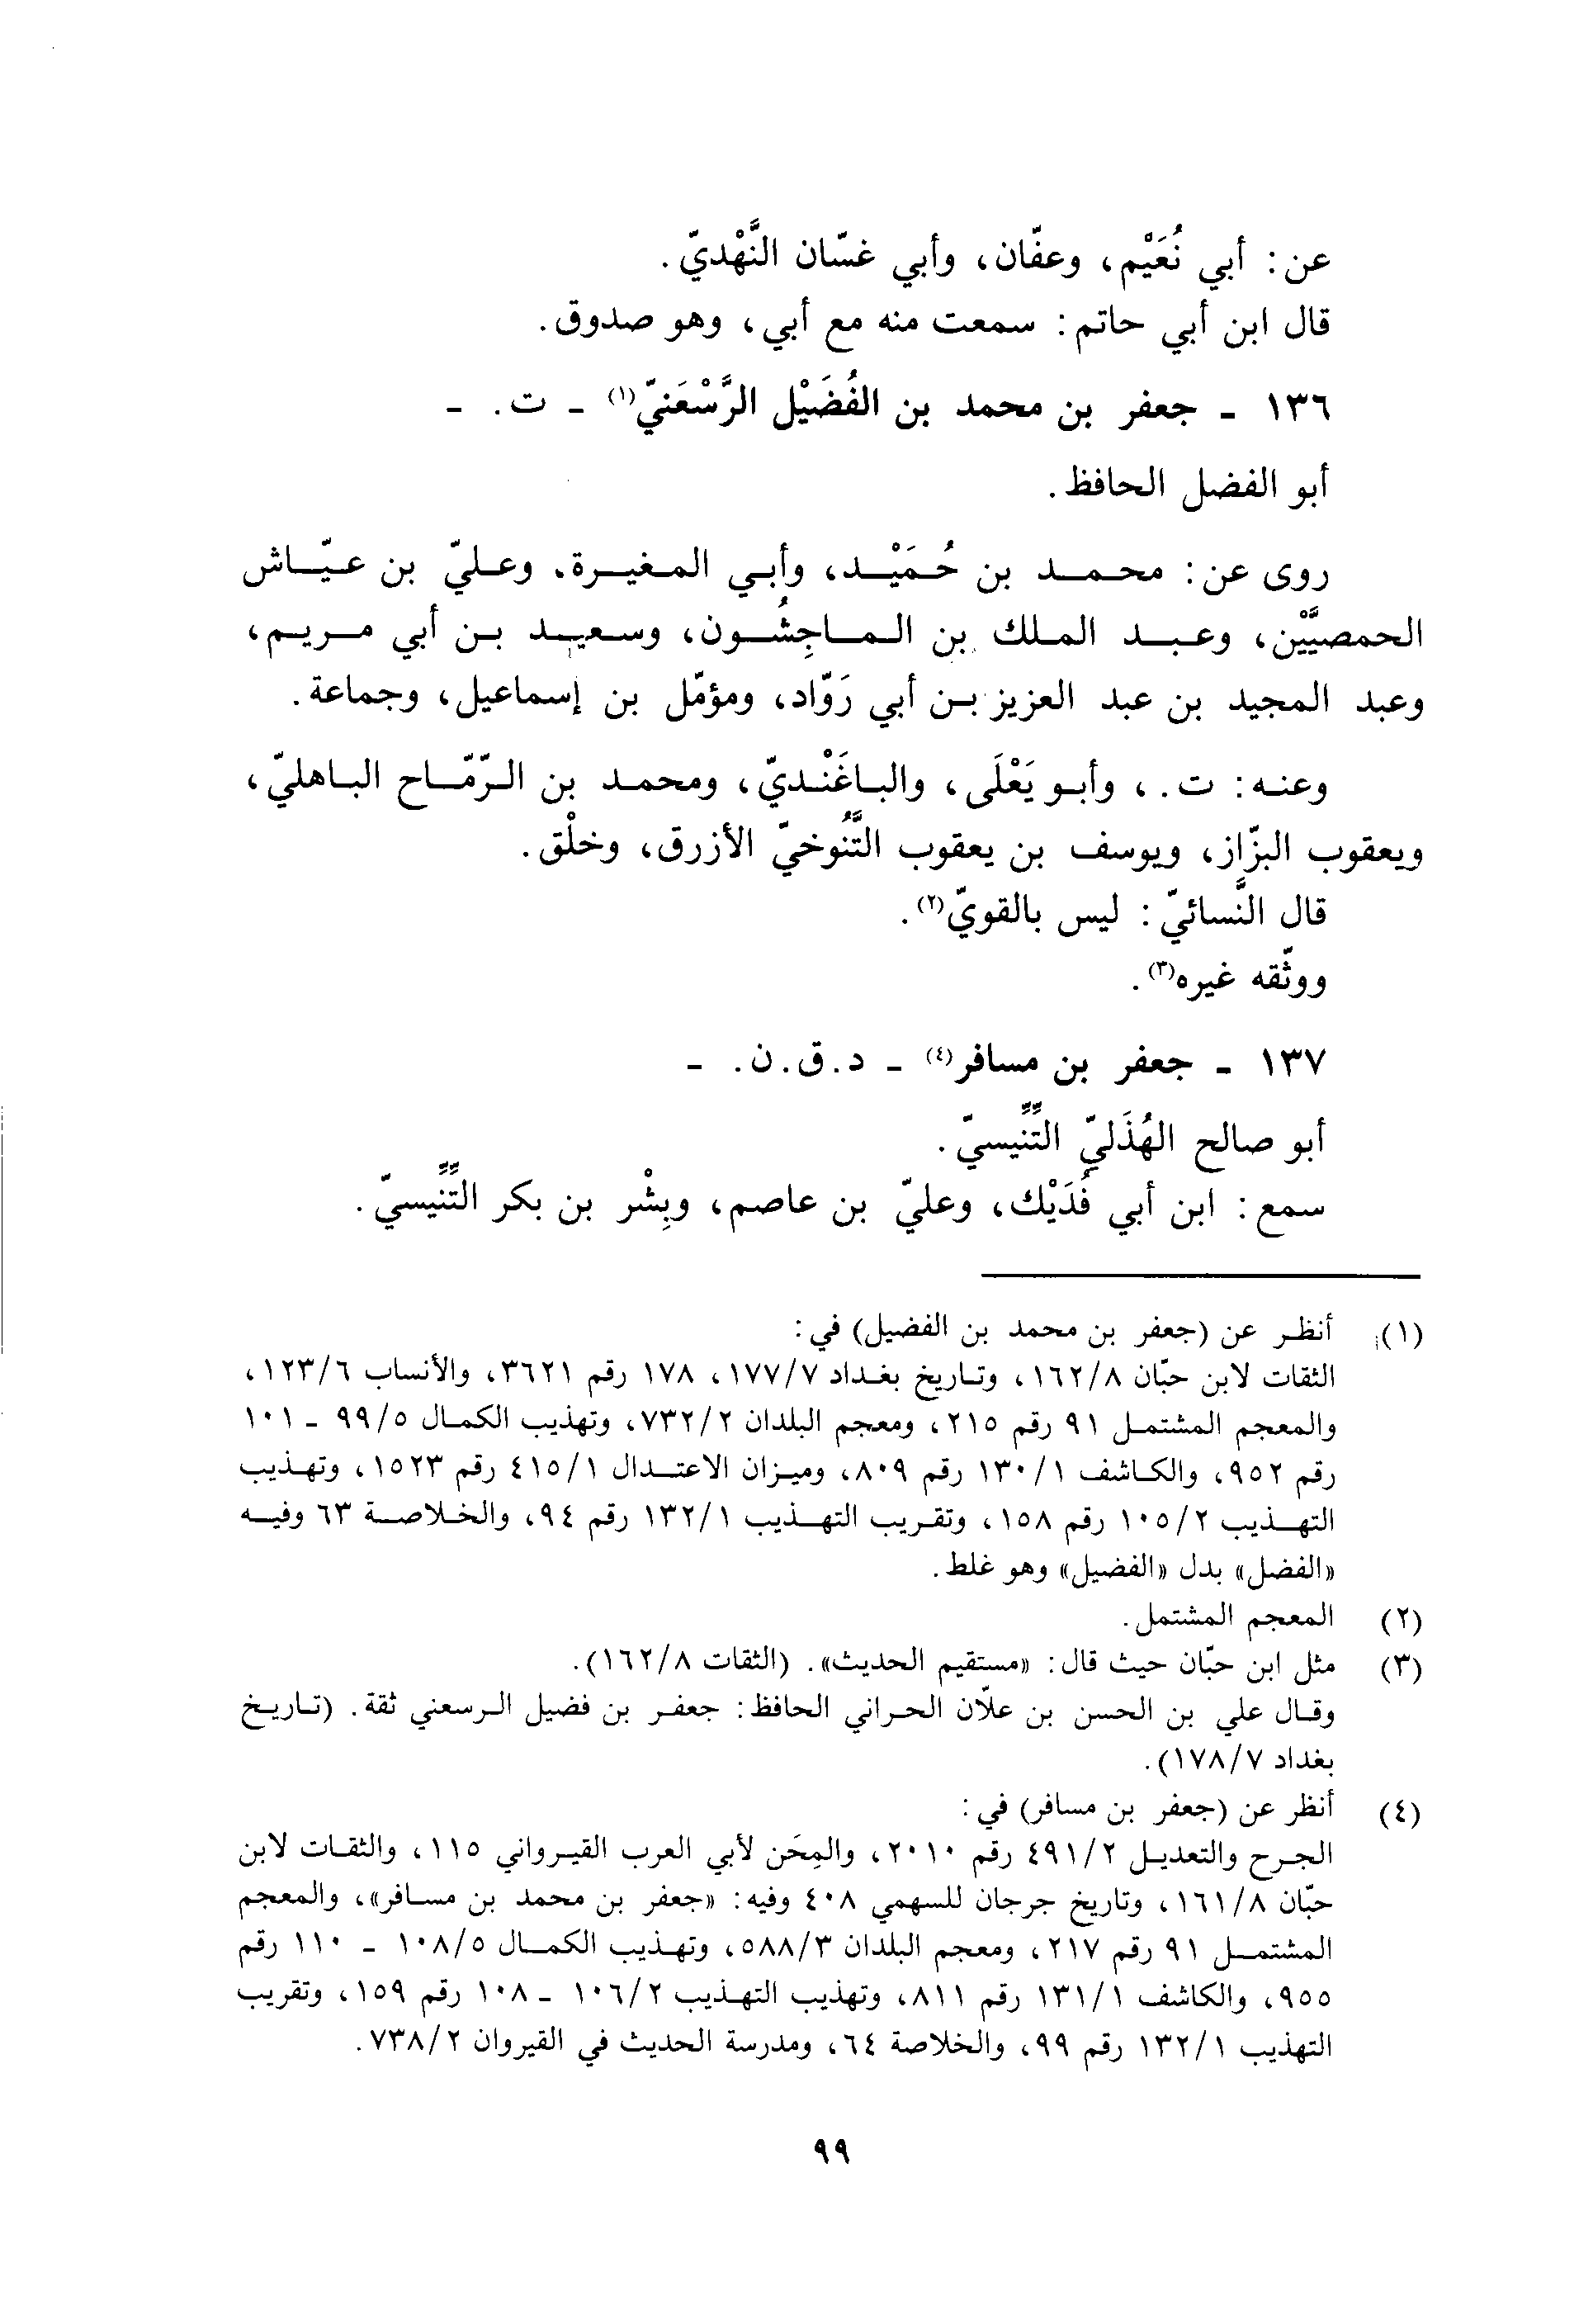 عن: أبي نُعَيْم، وعفّان، وأبي غسّان النَّهْديّ.
قال ابن أبي حاتم: سمعت منه مع أبي، وهو صدوق.
١٣٦ - جعفر بن محمد بن الفُضَيْل الرَّسْعَنيّ(١) - ت. -
أبو الفضل الحافظ.
روى عن: محمد بن حُمَيْد، وأبي المغيرة، وعليّ بن عيّاش
الحمصيَّيْن، وعبد الملك بن الماجِشُون، وسعيد بن أبي مريم،
وعبد المجيد بن عبد العزيز بن أبي رَوّاد، ومؤمّل بن إسماعيل، وجماعة.
وعنه: ت.، وأبو يَعْلَى، والباغَنْديّ، ومحمد بن الرّمّاح الباهليّ،
ويعقوب البزّاز، ويوسف بن يعقوب التَّنُوخيّ الأزرق، وخلْق.
قال النَّسائيّ: ليس بالقويّ(٢).
ووثّقه غيره(٣).
١٣٧ - جعفر بن مسافر(٤) - د.ق.ن. -
أبو صالح الهُذَليّ التِّنِّيسيّ.
سمع: ابن أبي فُدَيْك، وعليّ بن عاصم، وبِشْر بن بكر التِّنِّيسيّ.
(١) أنظر عن (جعفر بن محمد بن الفضيل) في:
الثقات لابن حبّان ١٦٢/٨، وتاريخ بغداد ١٧٧/٧، ١٧٨ رقم ٣٦٢١، والأنساب ١٢٣/٦،
والمعجم المشتمل ٩١ رقم ٢١٥، ومعجم البلدان ٧٣٢/٢، وتهذيب الكمال ٩٩/٥ - ١٠١
رقم ٩٥٢، والكاشف ١٣٠/١ رقم ٨٠٩، وميزان الاعتدال ٤١٥/١ رقم ١٥٢٣، وتهذيب
التهذيب ١٠٥/٢ رقم ١٥٨، وتقريب التهذيب ١٣٢/١ رقم ٩٤، والخلاصة ٦٣ وفيه
«الفضل» بدل «الفضيل» وهو غلط.
(٢) المعجم المشتمل.
(٣) مثل ابن حبّان حيث قال: «مستقيم الحديث». (الثقات ١٦٢/٨).
وقال علي بن الحسن بن علّان الحراني الحافظ: جعفر بن فضيل الرسعني ثقة. (تاريخ
بغداد ١٧٨/٧).
(٤) أنظر عن (جعفر بن مسافر) في:
الجرح والتعديل ٤٩١/٢ رقم ٢٠١٠، والمِحَن لأبي العرب القيرواني ١١٥، والثقات لابن
حبّان ١٦١/٨، وتاريخ جرجان للسهمي ٤٠٨ وفيه: «جعفر بن محمد بن مسافر»، والمعجم
المشتمل ٩١ رقم ٢١٧، ومعجم البلدان ٥٨٨/٣، وتهذيب الكمال ١٠٨/٥ - ١١٠ رقم
٩٥٥، والكاشف ١٣١/١ رقم ٨١١، وتهذيب التهذيب ١٠٦/٢ - ١٠٨ رقم ١٥٩، وتقريب
التهذيب ١٣٢/١ رقم ٩٩، والخلاصة ٦٤، ومدرسة الحديث في القيروان ٧٣٨/٢.
٩٩